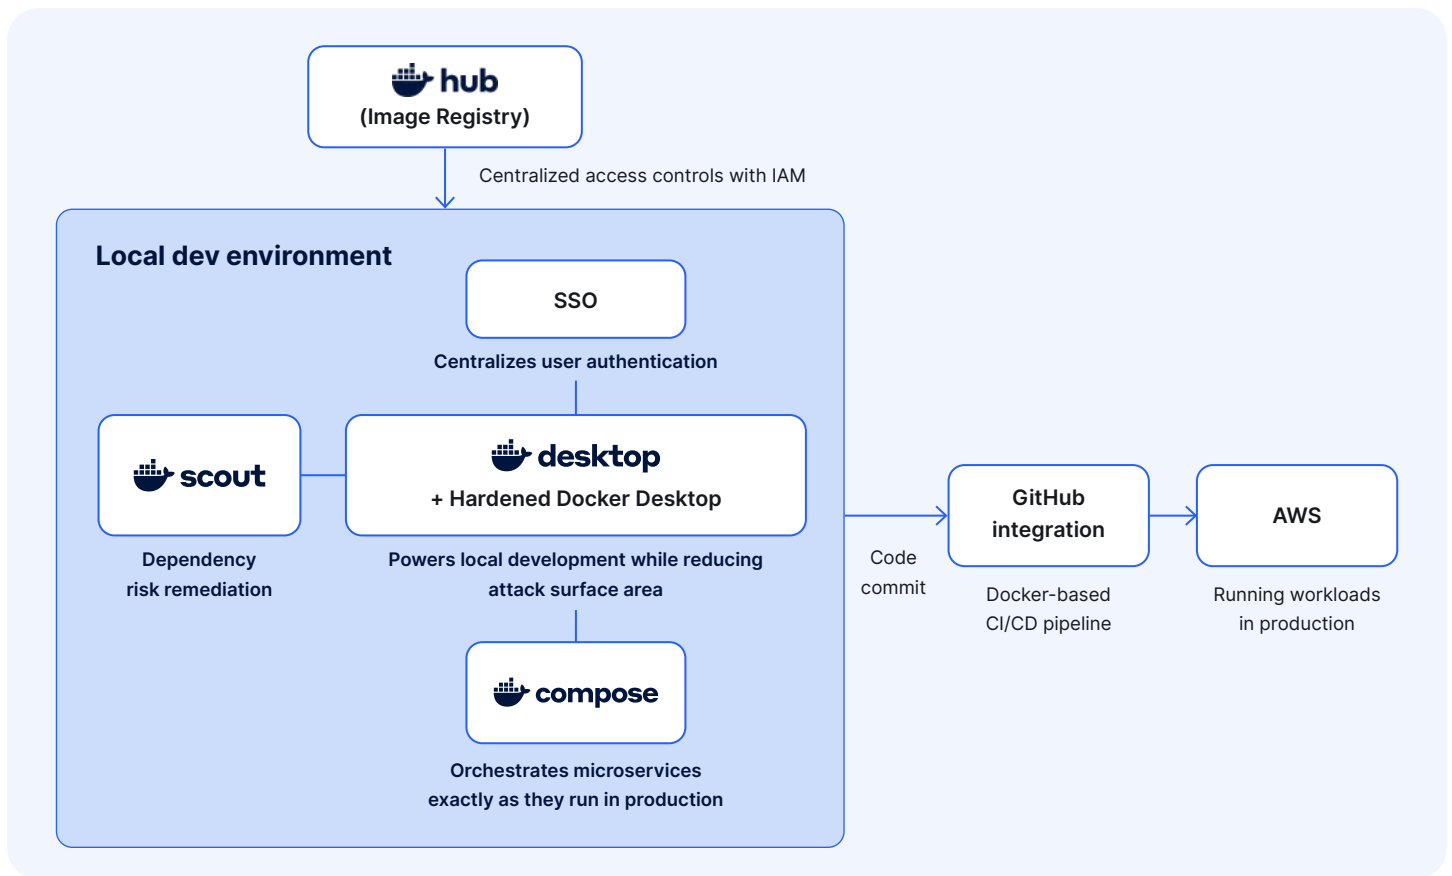 hub
(Image Registry)
Centralized access controls with IAM
Local dev environment
SSO
Centralizes user authentication
scout
Dependency
risk remediation
desktop
+ Hardened Docker Desktop
Powers local development while reducing
attack surface area
compose
Orchestrates microservices
exactly as they run in production
Code
commit
GitHub
integration
Docker-based
CI/CD pipeline
AWS
Running workloads
in production